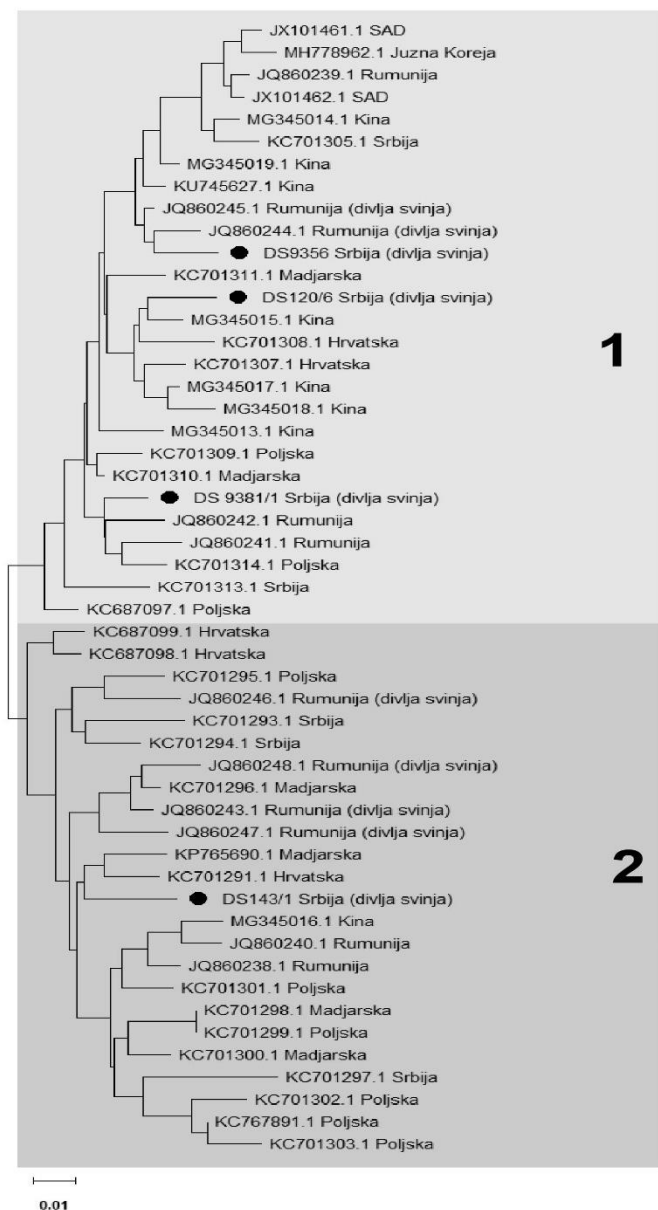 JX101461.1 SAD
MH778962.1 Juzna Koreja
JQ860239.1 Rumunija
JX101462.1 SAD
MG345014.1 Kina
KC701305.1 Srbija
MG345019.1 Kina
KU745627.1 Kina
JQ860245.1 Rumunija (divlja svinja)
JQ860244.1 Rumunija (divlja svinja)
DS9356 Srbija (divlja svinja)
KC701311.1 Madjarska
DS120/6 Srbija (divlja svinja)
MG345015.1 Kina
KC701308.1 Hrvatska
KC701307.1 Hrvatska
MG345017.1 Kina
MG345018.1 Kina
MG345013.1 Kina
KC701309.1 Poljska
KC701310.1 Madjarska
DS 9381/1 Srbija (divlja svinja)
JQ860242.1 Rumunija
JQ860241.1 Rumunija
KC701314.1 Poljska
KC701313.1 Srbija
KC687097.1 Poljska
1
KC687099.1 Hrvatska
KC687098.1 Hrvatska
KC701295.1 Poljska
JQ860246.1 Rumunija (divlja svinja)
KC701293.1 Srbija
KC701294.1 Srbija
JQ860248.1 Rumunija (divlja svinja)
KC701296.1 Madjarska
JQ860243.1 Rumunija (divlja svinja)
JQ860247.1 Rumunija (divlja svinja)
KP765690.1 Madjarska
KC701291.1 Hrvatska
DS143/1 Srbija (divlja svinja)
MG345016.1 Kina
JQ860240.1 Rumunija
JQ860238.1 Rumunija
KC701301.1 Poljska
KC701298.1 Madjarska
KC701299.1 Poljska
KC701300.1 Madjarska
KC701297.1 Srbija
KC701302.1 Poljska
KC767891.1 Poljska
KC701303.1 Poljska
2
0.01